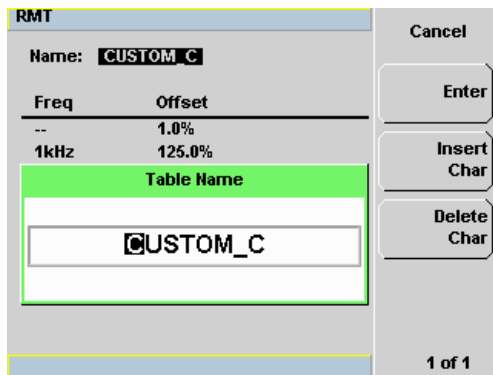 RMT
Name: CUSTOM_C
Freq Offset
-- 1.0%
1kHz 125.0%
Table Name
CUSTOM_C
Cancel
Enter
Insert
Char
Delete
Char
1 of 1